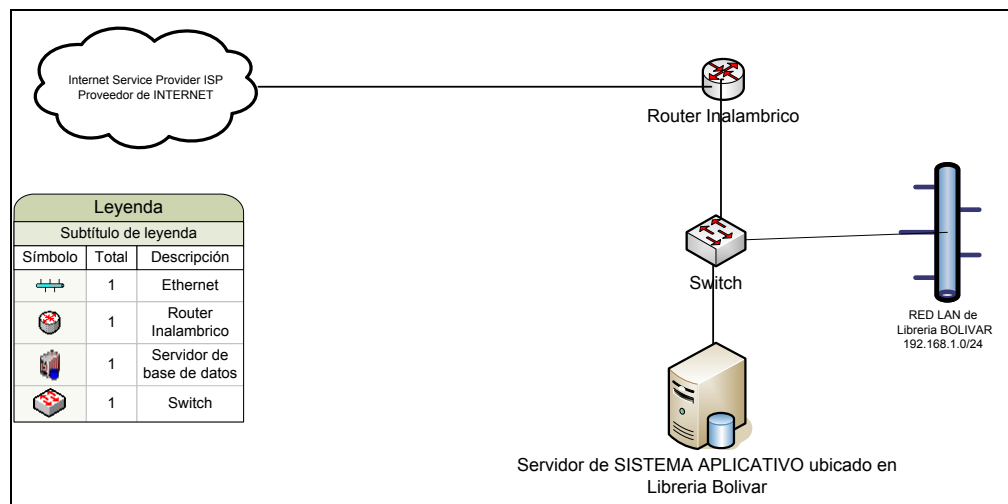 Internet Service Provider ISP
Proveedor de INTERNET
Router Inalambrico
Switch
RED LAN de
Libreria BOLIVAR
192.168.1.0/24
Servidor de SISTEMA APLICATIVO ubicado en
Libreria Bolivar
Leyenda
Subtítulo de leyenda
Símbolo Total Descripción
1 Ethernet
1 Router
Inalambrico
1 Servidor de
base de datos
1 Switch